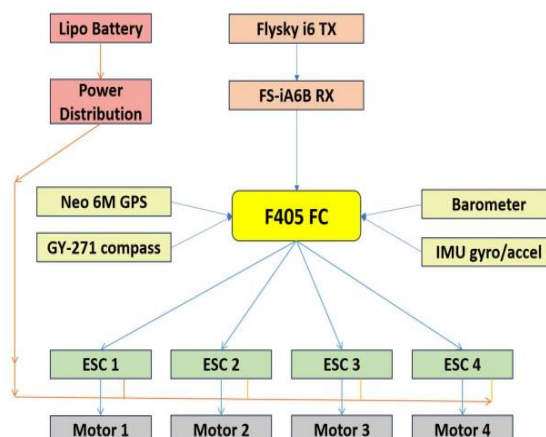 Lipo Battery
Flysky i6 TX
Power
Distribution
FS-iA6B RX
Neo 6M GPS
F405 FC
Barometer
GY-271 compass
IMU gyro/accel
ESC 1
ESC 2
ESC 3
ESC 4
Motor 1
Motor 2
Motor 3
Motor 4